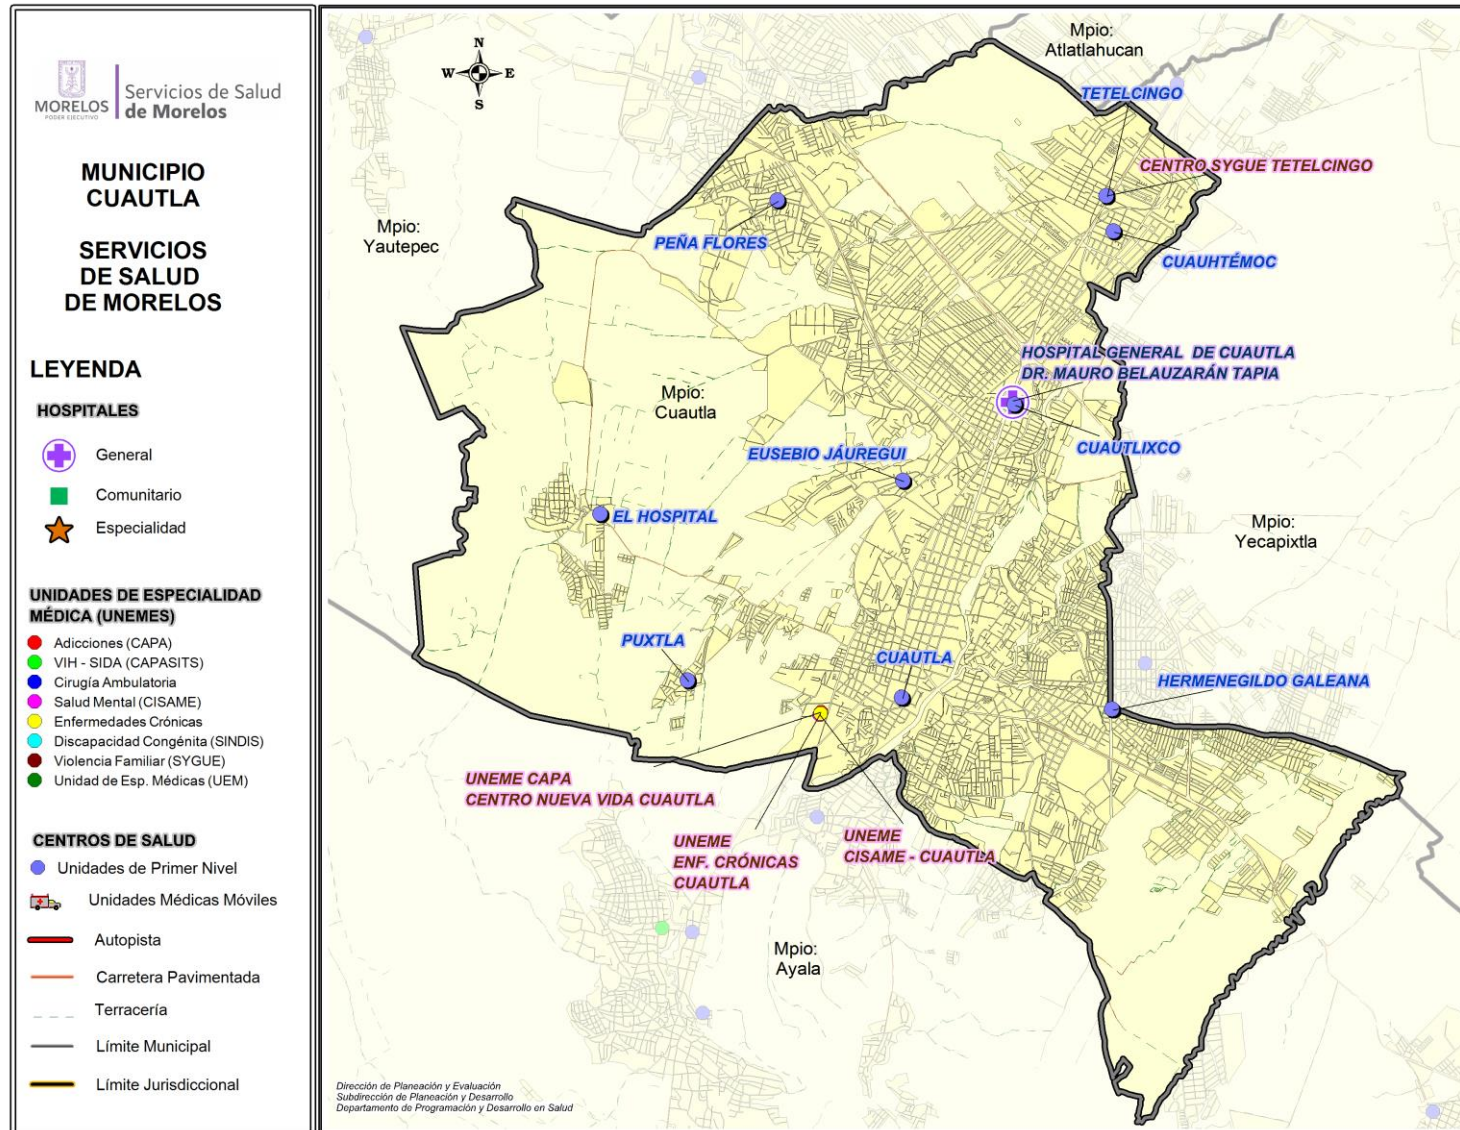 MORELOS
PODER EJECUTIVO
Servicios de Salud
de Morelos
MUNICIPIO
CUAUTLA
SERVICIOS
DE SALUD
DE MORELOS
LEYENDA
HOSPITALES
General
Comunitario
Especialidad
UNIDADES DE ESPECIALIDAD
MÉDICA (UNEMES)
Adicciones (CAPA)
VIH - SIDA (CAPASITS)
Cirugía Ambulatoria
Salud Mental (CISAME)
Enfermedades Crónicas
Discapacidad Congénita (SINDIS)
Violencia Familiar (SYGUE)
Unidad de Esp. Médicas (UEM)
CENTROS DE SALUD
Unidades de Primer Nivel
Unidades Médicas Móviles
Autopista
Carretera Pavimentada
Terracería
Límite Municipal
Límite Jurisdiccional
N
W
E
S
Mpio:
Atlatlahucan
TETELCINGO
CENTRO SYGUE TETELCINGO
Mpio:
Yautepec
PEÑA FLORES
CUAUHTÉMOC
HOSPITAL GENERAL DE CUAUTLA
DR. MAURO BELAUZARÁN TAPIA
Mpio:
Cuautla
CUAUTLIXCO
EUSEBIO JÁUREGUI
EL HOSPITAL
Mpio:
Yecapixtla
PUXTLA
CUAUTLA
HERMENEGILDO GALEANA
UNEME CAPA
CENTRO NUEVA VIDA CUAUTLA
UNEME
ENF. CRÓNICAS
CUAUTLA
UNEME
CISAME - CUAUTLA
Mpio:
Ayala
Dirección de Planeación y Evaluación
Subdirección de Planeación y Desarrollo
Departamento de Programación y Desarrollo en Salud